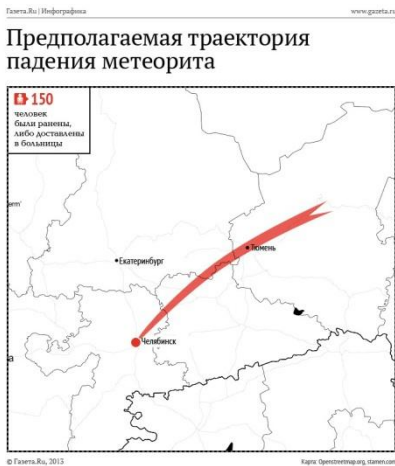 Газета.Ru | Инфографика
www.gazeta.ru
Предполагаемая траектория
падения метеорита
150
человек
были ранены,
либо доставлены
в больницы
Тюмень
Екатеринбург
Челябинск
© Газета.Ru, 2013
Карта: Openstreetmap.org, stamen.com